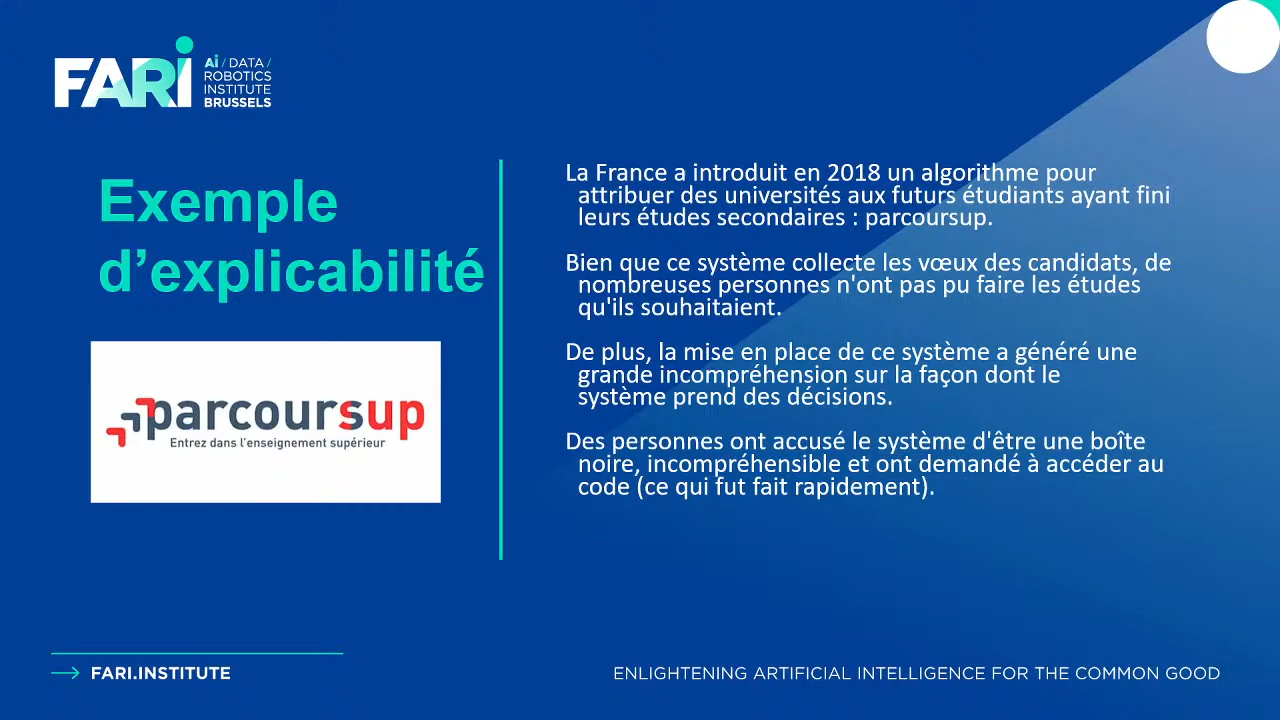 FARi
Ai / DATA /
ROBOTICS
INSTITUTE
BRUSSELS
Exemple
d’explicabilité
parcoursup
Entrez dans l'enseignement supérieur
La France a introduit en 2018 un algorithme pour
attribuer des universités aux futurs étudiants ayant fini
leurs études secondaires : parcoursup.
Bien que ce système collecte les vœux des candidats, de
nombreuses personnes n'ont pas pu faire les études
qu'ils souhaitaient.
De plus, la mise en place de ce système a généré une
grande incompréhension sur la façon dont le
système prend des décisions.
Des personnes ont accusé le système d'être une boîte
noire, incompréhensible et ont demandé à accéder au
code (ce qui fut fait rapidement).
FARI.INSTITUTE
ENLIGHTENING ARTIFICIAL INTELLIGENCE FOR THE COMMON GOOD